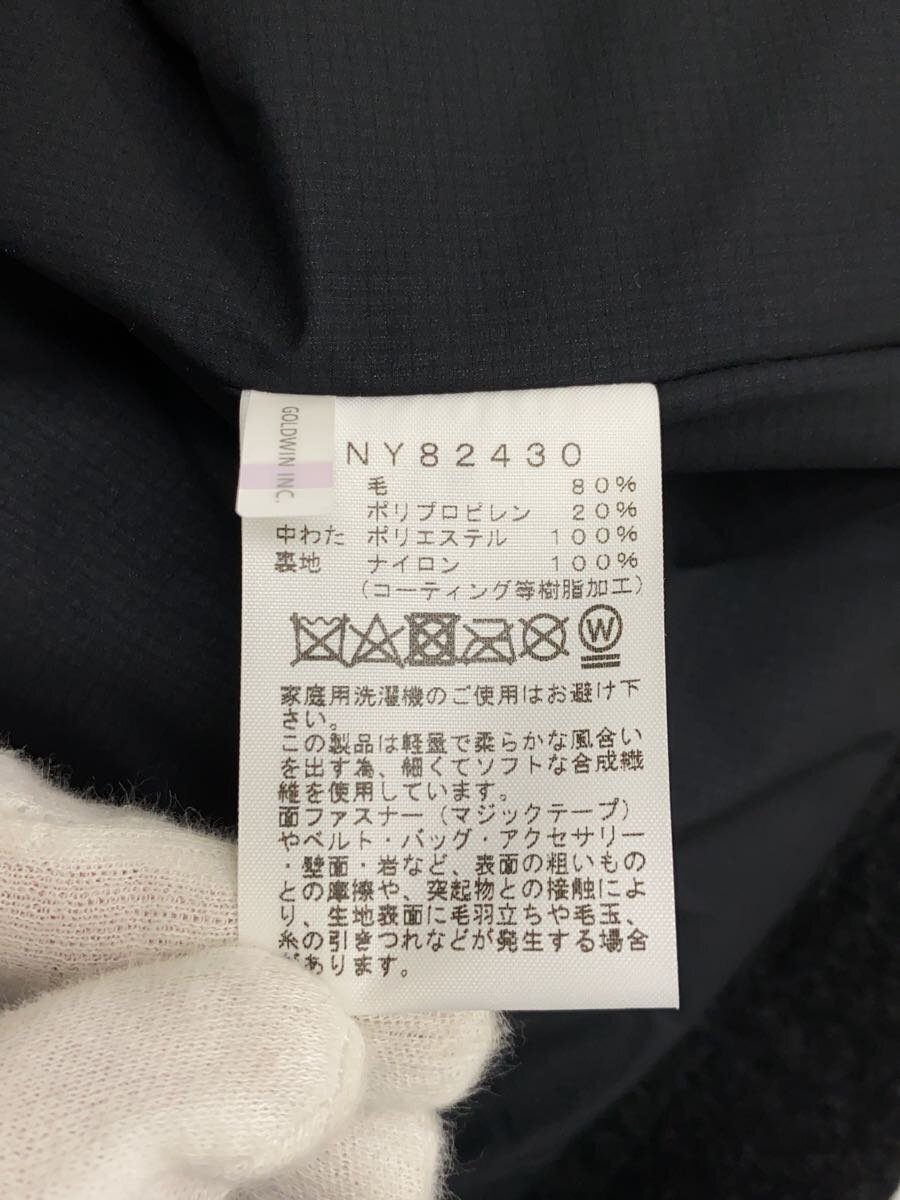 GOLDWIN INC.
NY82430
毛 80%
ポリプロピレン 20%
中わた ポリエステル 100%
裏地 ナイロン 100%
(コーティング等樹脂加工)
W
家庭用洗濯機のご使用はお避け下
さい。
この製品は軽量で柔らかな風合い
を出す為、細くてソフトな合成繊
維を使用しています。
面ファスナー(マジックテープ)
やベルト・バッグ・アクセサリー
・壁面・岩など、表面の粗いもの
との摩擦や、突起物との接触によ
り、生地表面に毛羽立ちや毛玉、
糸の引きつれなどが発生する場合
があります。